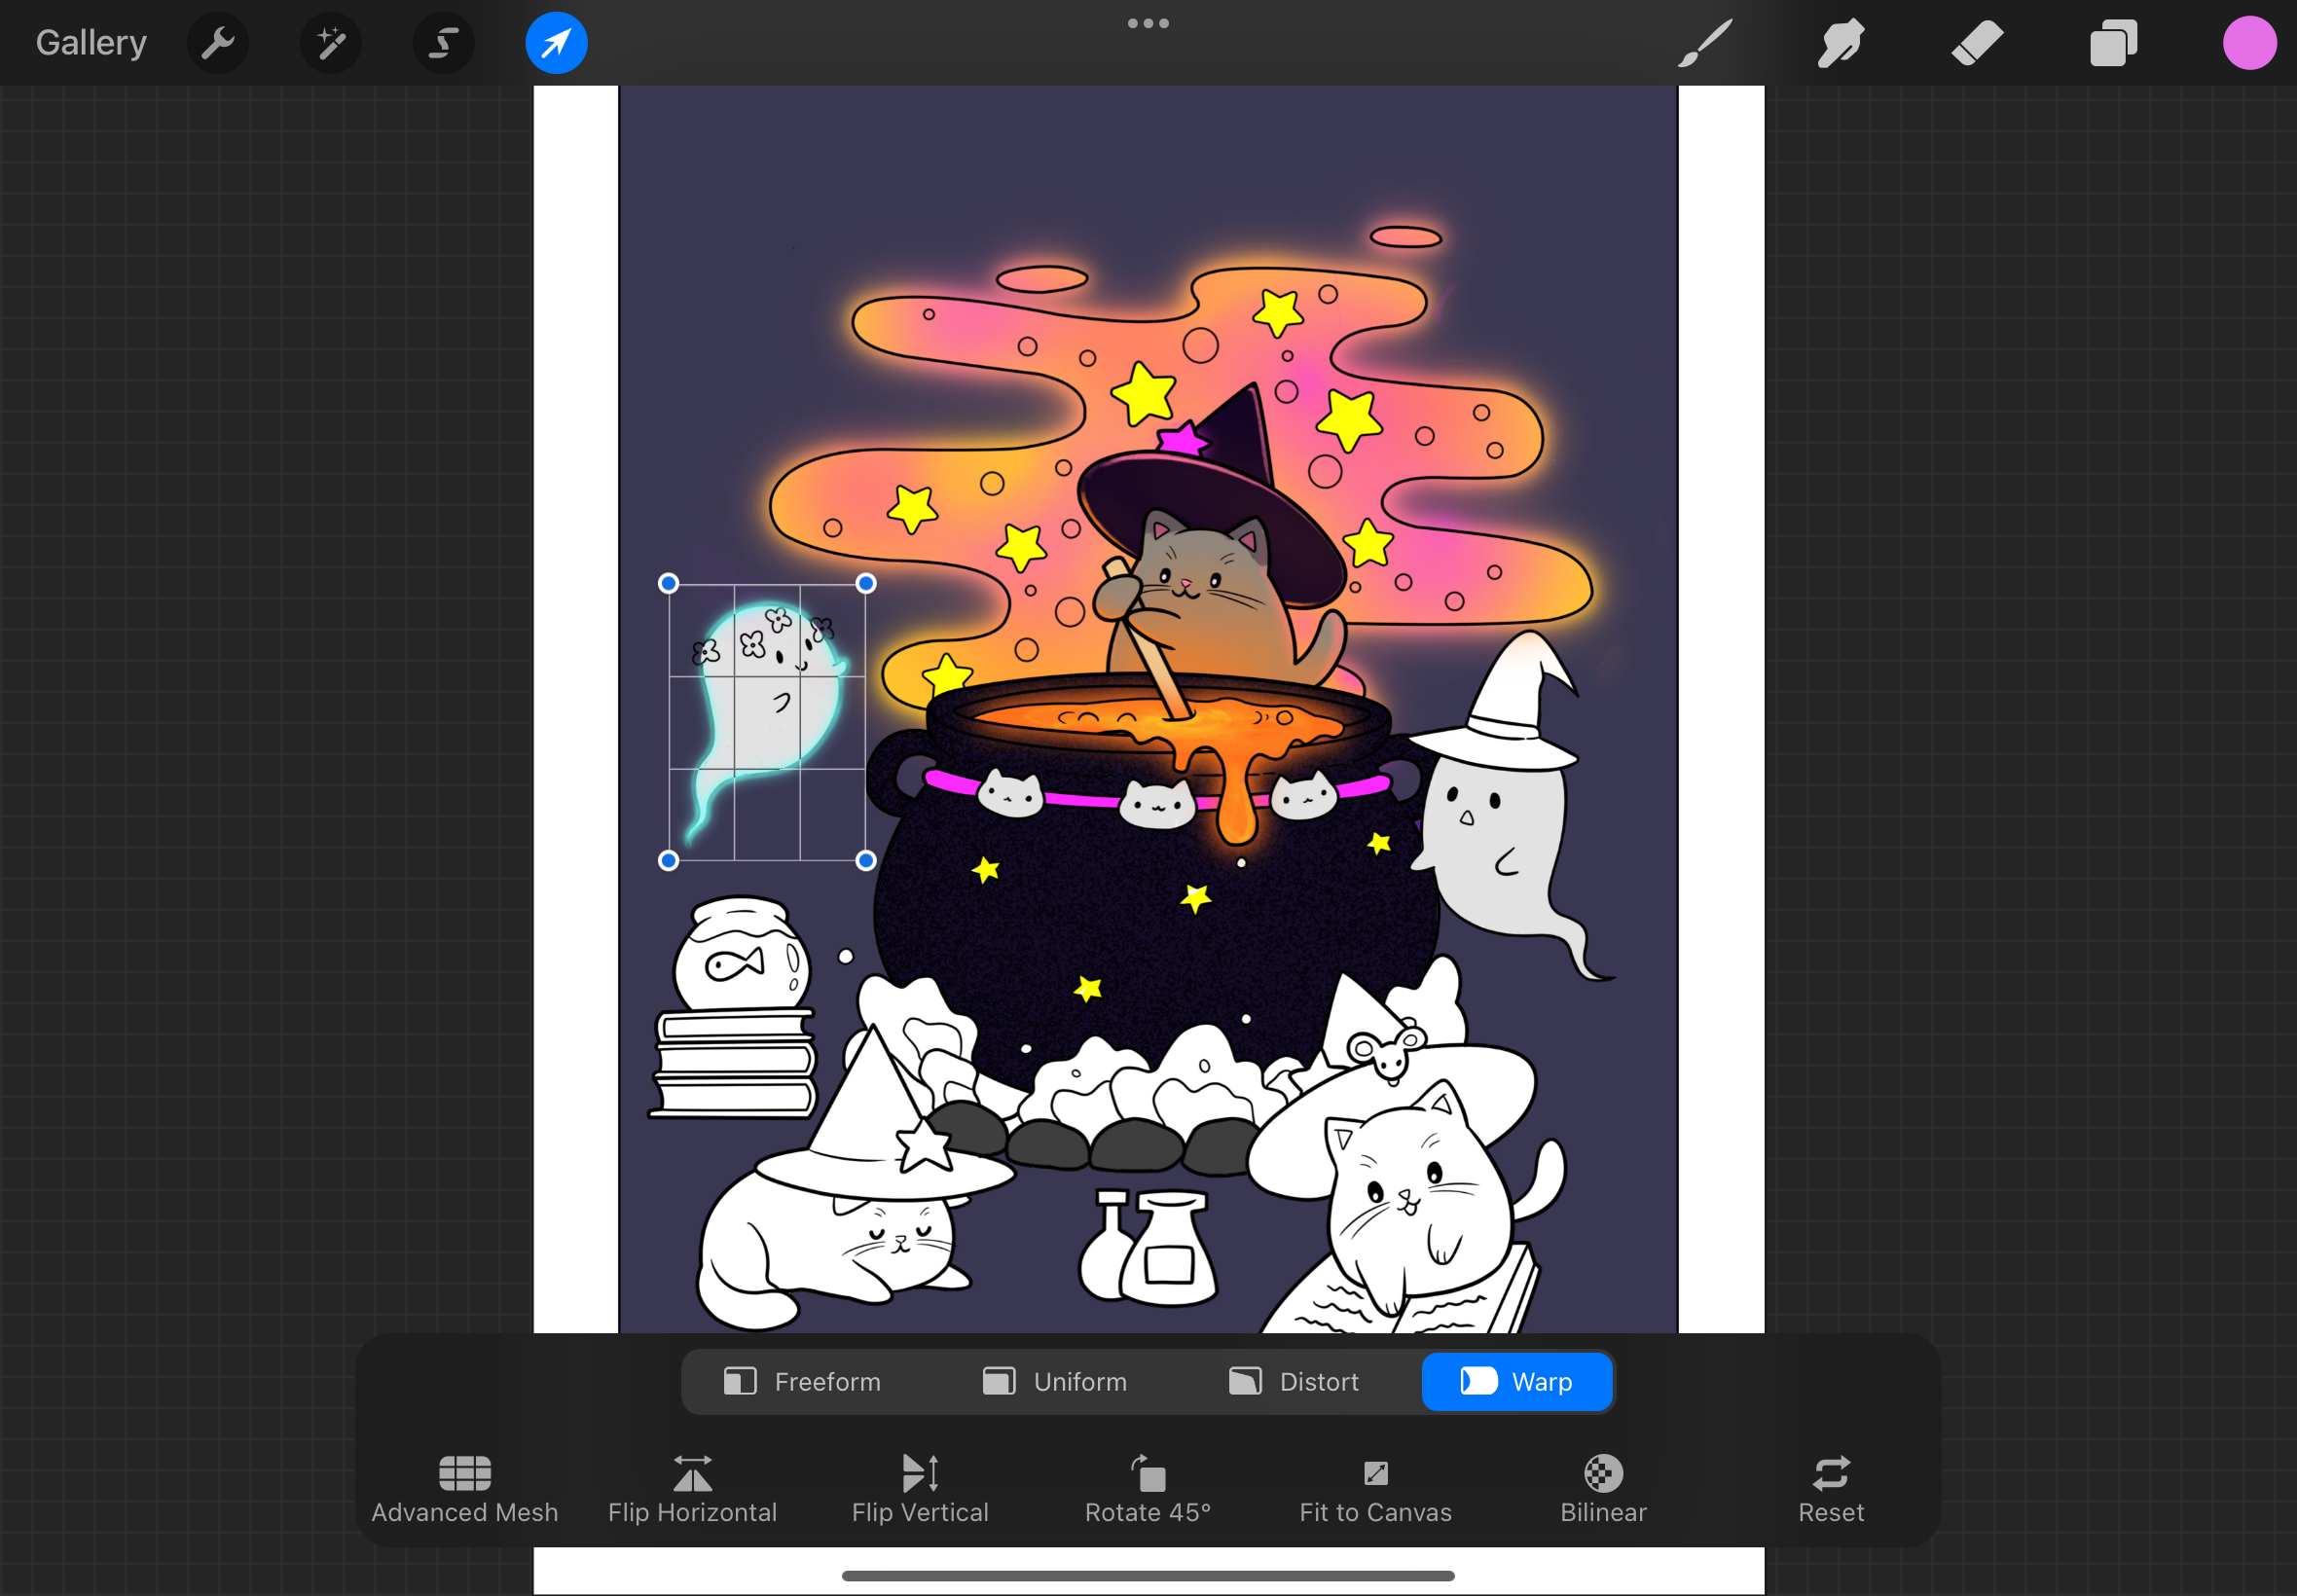 Gallery
Freeform
Uniform
Distort
Warp
Advanced Mesh
Flip Horizontal
Flip Vertical
Rotate 45°
Fit to Canvas
Bilinear
Reset